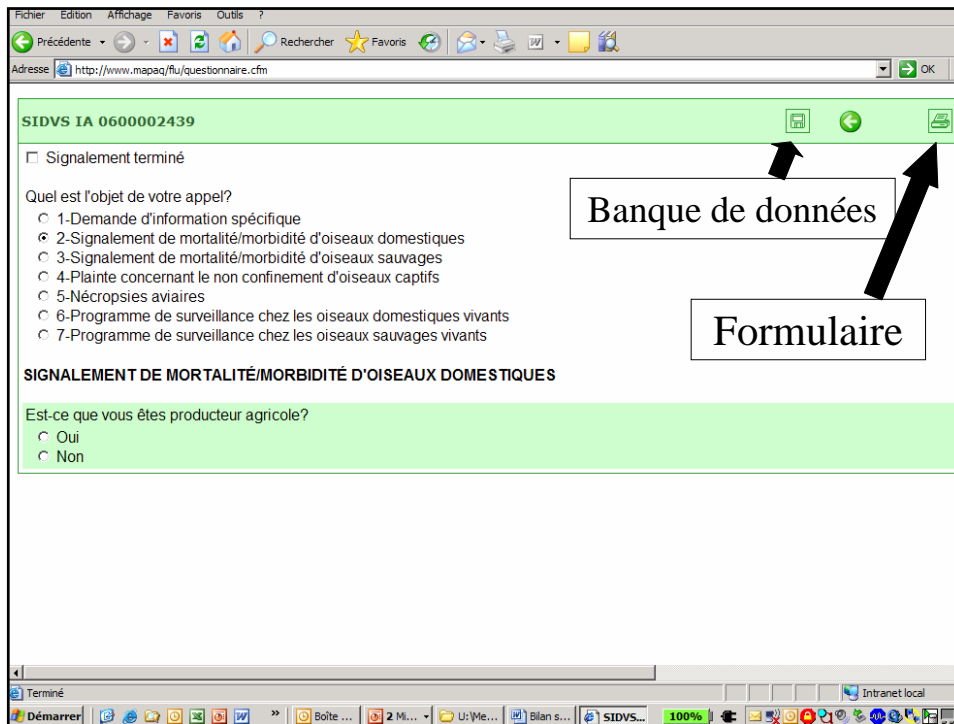 Fichier Edition Affichage Favoris Outils ?
Précédente Rechercher Favoris
Adresse http://www.mapaq/flu/questionnaire.cfm OK
SIDVS IA 0600002439
Signalement terminé
Banque de données
Quel est l'objet de votre appel?
1-Demande d'information spécifique
2-Signalement de mortalité/morbidité d'oiseaux domestiques
3-Signalement de mortalité/morbidité d'oiseaux sauvages
4-Plainte concernant le non confinement d'oiseaux captifs
5-Nécropsies aviaires
6-Programme de surveillance chez les oiseaux domestiques vivants
7-Programme de surveillance chez les oiseaux sauvages vivants
Formulaire
SIGNALEMENT DE MORTALITÉ/MORBIDITÉ D'OISEAUX DOMESTIQUES
Est-ce que vous êtes producteur agricole?
Oui
Non
Terminé Intranet local
Démarrer » Boîte ... 2 Mi... U:\Me... Bilan s... SIDVS... 100%